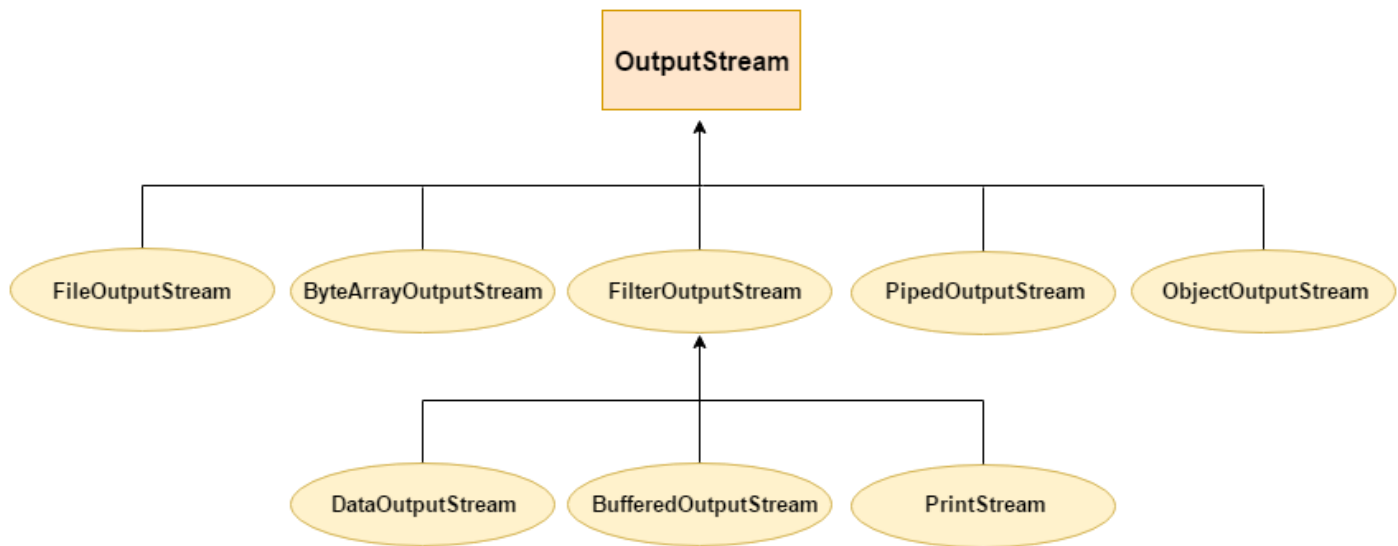 OutputStream
FileOutputStream
ByteArrayOutputStream
FilterOutputStream
PipedOutputStream
ObjectOutputStream
DataOutputStream
BufferedOutputStream
PrintStream